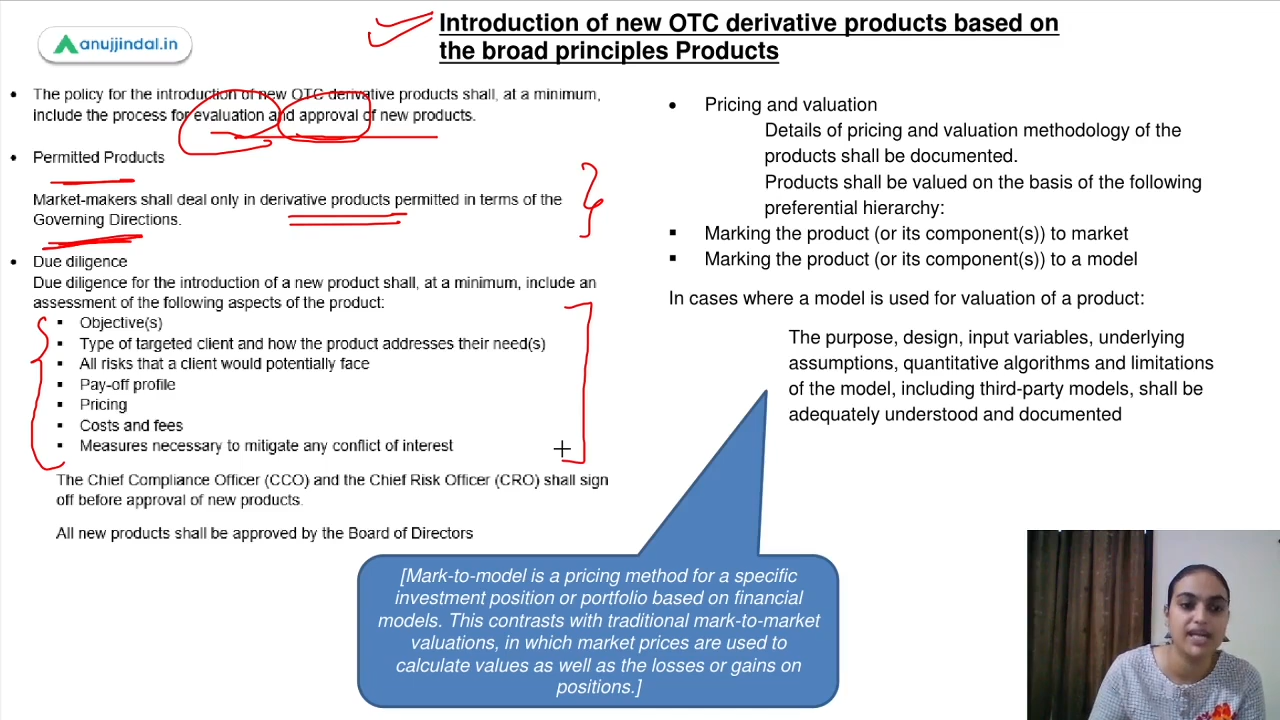 anujjindal.in
Introduction of new OTC derivative products based on
the broad principles Products
• The policy for the introduction of new OTC derivative products shall, at a minimum,
include the process for evaluation and approval of new products.
• Permitted Products
Market-makers shall deal only in derivative products permitted in terms of the
Governing Directions.
• Due diligence
Due diligence for the introduction of a new product shall, at a minimum, include an
assessment of the following aspects of the product:
▪ Objective(s)
▪ Type of targeted client and how the product addresses their need(s)
▪ All risks that a client would potentially face
▪ Pay-off profile
▪ Pricing
▪ Costs and fees
▪ Measures necessary to mitigate any conflict of interest
The Chief Compliance Officer (CCO) and the Chief Risk Officer (CRO) shall sign
off before approval of new products.
All new products shall be approved by the Board of Directors
• Pricing and valuation
Details of pricing and valuation methodology of the
products shall be documented.
Products shall be valued on the basis of the following
preferential hierarchy:
▪ Marking the product (or its component(s)) to market
▪ Marking the product (or its component(s)) to a model
In cases where a model is used for valuation of a product:
The purpose, design, input variables, underlying
assumptions, quantitative algorithms and limitations
of the model, including third-party models, shall be
adequately understood and documented
[Mark-to-model is a pricing method for a specific
investment position or portfolio based on financial
models. This contrasts with traditional mark-to-market
valuations, in which market prices are used to
calculate values as well as the losses or gains on
positions.]